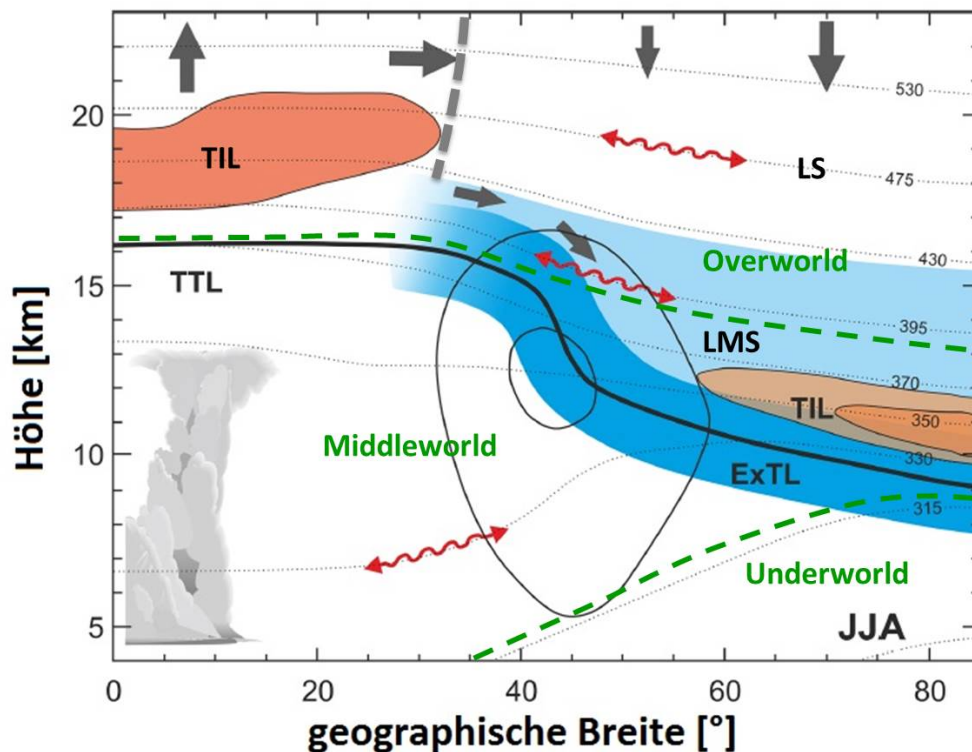 20
15
10
5
Höhe [km]
0
20
40
60
80
geographische Breite [°]
TIL
LS
530
475
430
Overworld
TTL
395
LMS
370
TIL
350
Middleworld
330
ExTL
315
Underworld
JJA